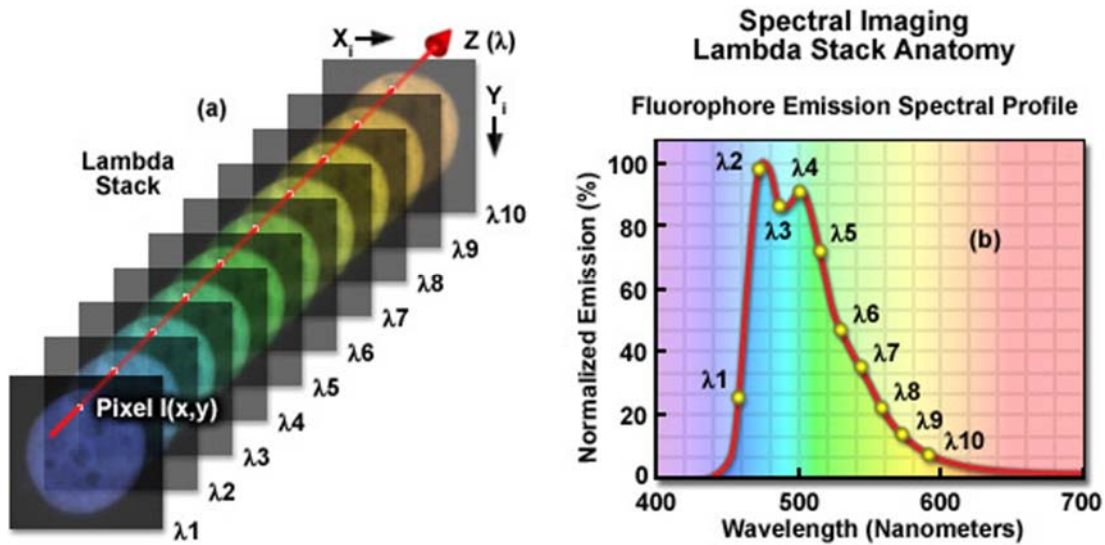 Spectral Imaging
Lambda Stack Anatomy
Xᵢ
Z (λ)
Yᵢ
(a)
Lambda
Stack
Pixel I(x,y)
λ10
λ9
λ8
λ7
λ6
λ5
λ4
λ3
λ2
λ1
Fluorophore Emission Spectral Profile
Normalized Emission (%)
100
80
60
40
20
0
λ2
λ4
λ3
λ5
(b)
λ6
λ7
λ1
λ8
λ9
λ10
400
500
600
700
Wavelength (Nanometers)